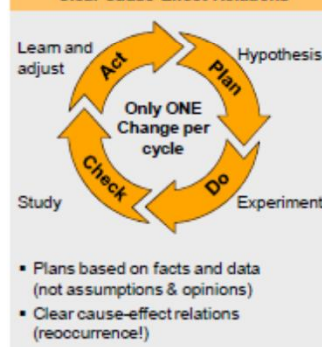 Learn and
adjust
Act
Plan
Hypothesis
Only ONE
Change per
cycle
Check
Do
Study
Experiment
▪ Plans based on facts and data
(not assumptions & opinions)
▪ Clear cause-effect relations
(reoccurrence!)